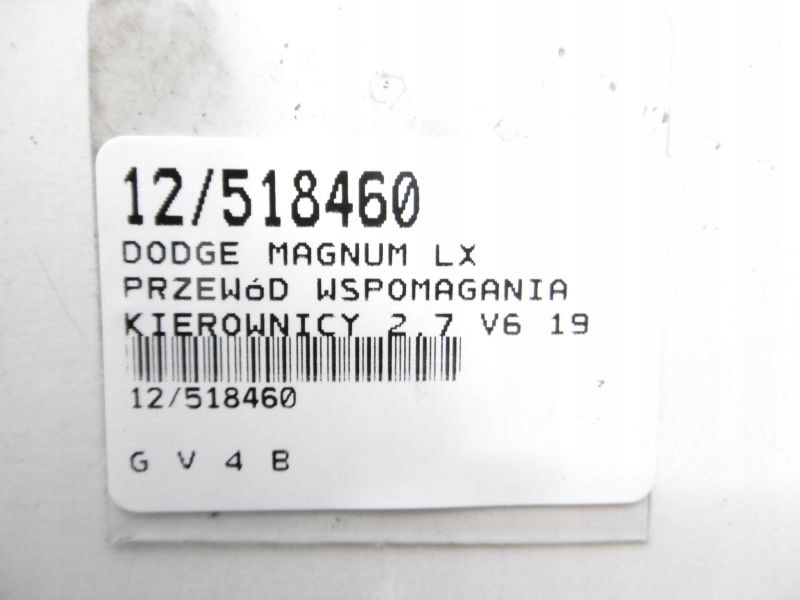 12/518460
DODGE MAGNUM LX
PRZEWóD WSPOMAGANIA
KIEROWNICY 2.7 V6 19
12/518460
G V 4 B